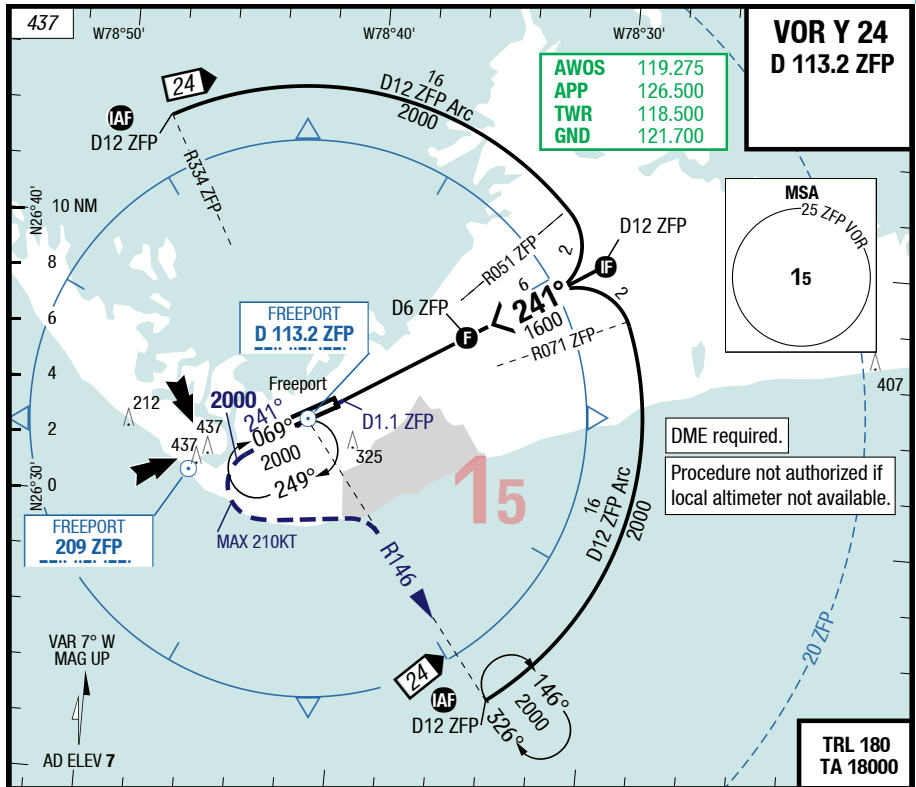 437
W78°50'
W78°40'
W78°30'
VOR Y 24
D 113.2 ZFP
AWOS 119.275
APP 126.500
TWR 118.500
GND 121.700
24
IAF
D12 ZFP
R334 ZFP
16
D12 ZFP Arc
2000
N26°40'
10 NM
8
6
4
2
0
N26°30'
MSA
25 ZFP VOR
15
R051 ZFP
2
D12 ZFP
IF
6
< 241°
1600
2
R071 ZFP
D6 ZFP
F
FREEPORT
D 113.2 ZFP
Freeport
407
212
437
437
2000
241°
069°
2000
249°
D1.1 ZFP
325
DME required.
Procedure not authorized if
local altimeter not available.
15
FREEPORT
209 ZFP
MAX 210KT
R146
16
D12 ZFP Arc
2000
20 ZFP
VAR 7° W
MAG UP
AD ELEV 7
24
IAF
D12 ZFP
146°
2000
326°
TRL 180
TA 18000